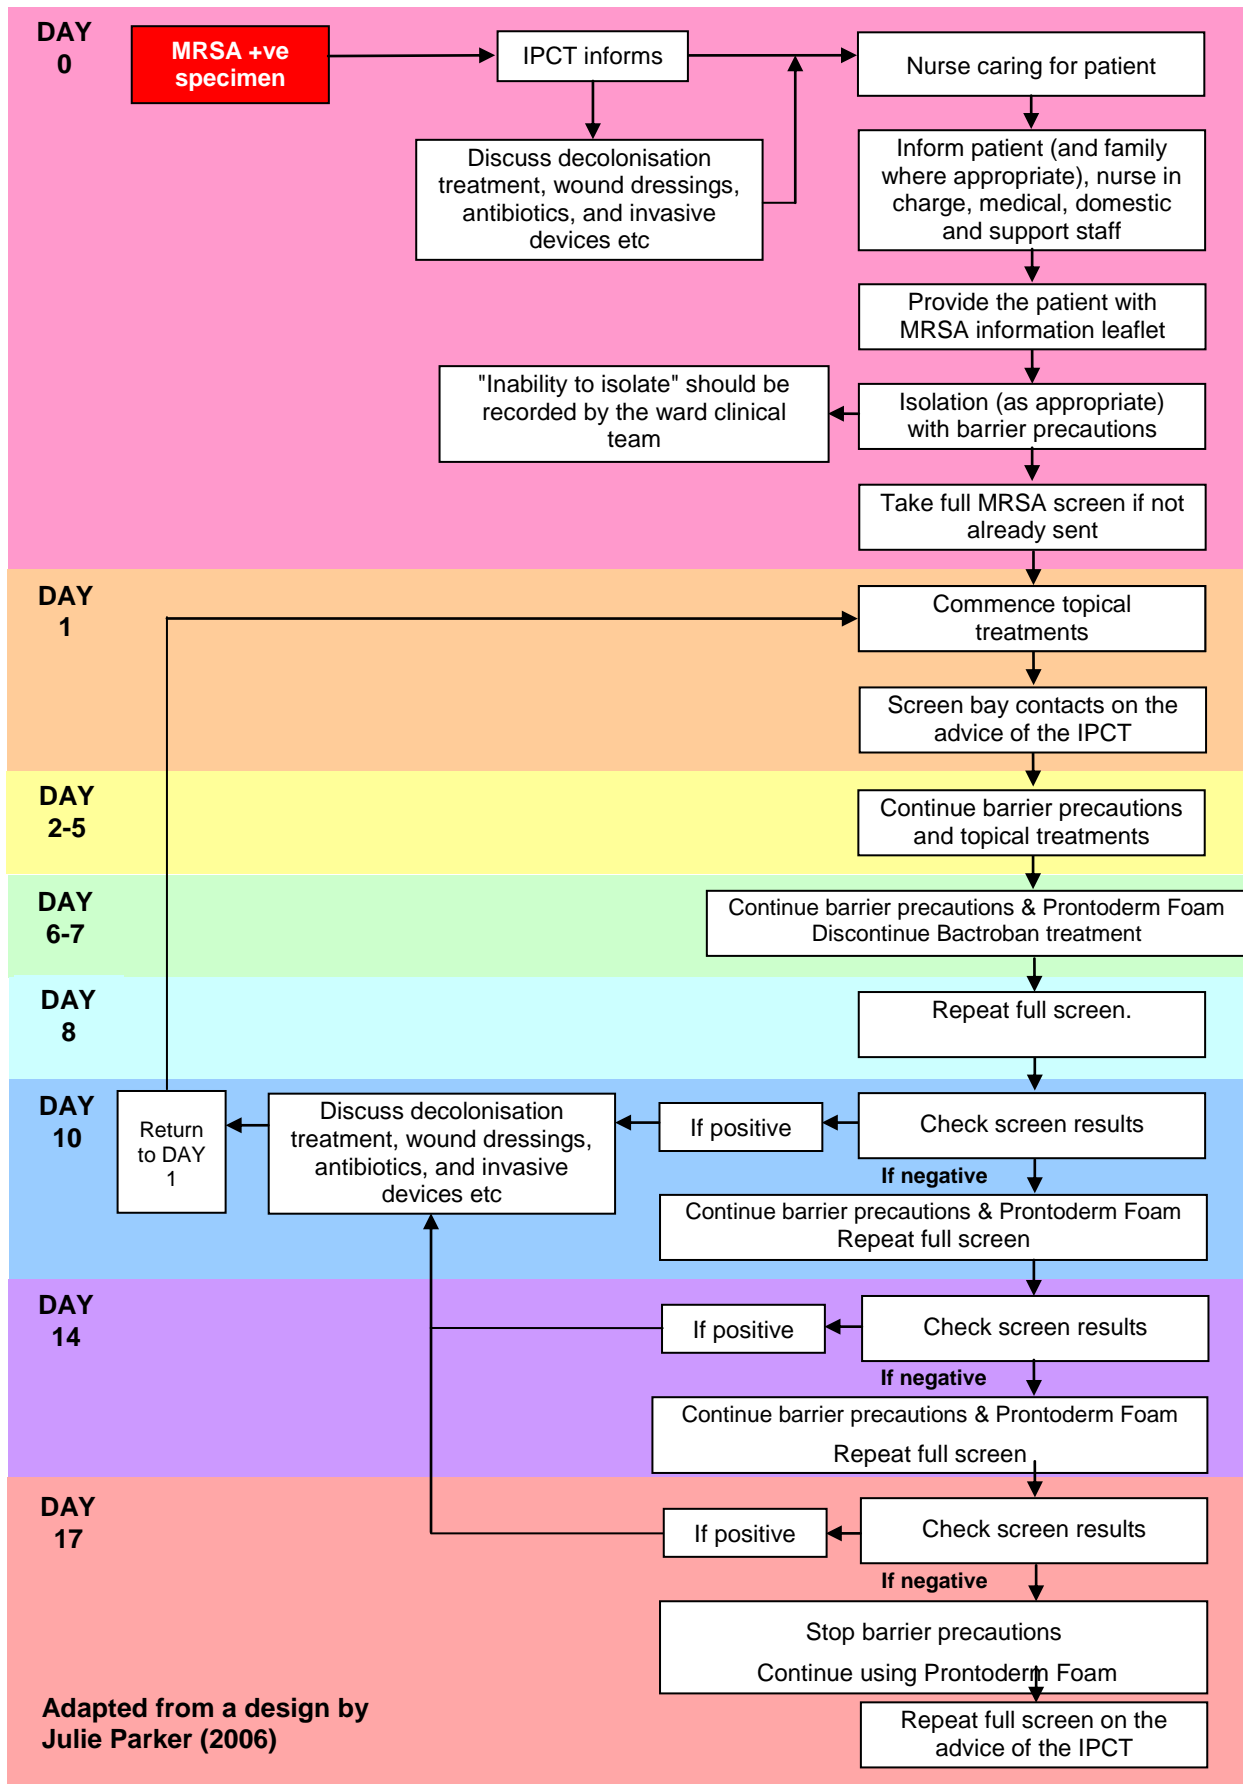 DAY
0
MRSA +ve
specimen
IPCT informs
Nurse caring for patient
Discuss decolonisation
treatment, wound dressings,
antibiotics, and invasive
devices etc
Inform patient (and family
where appropriate), nurse in
charge, medical, domestic
and support staff
Provide the patient with
MRSA information leaflet
"Inability to isolate" should be
recorded by the ward clinical
team
Isolation (as appropriate)
with barrier precautions
Take full MRSA screen if not
already sent
DAY
1
Commence topical
treatments
Screen bay contacts on the
advice of the IPCT
DAY
2-5
Continue barrier precautions
and topical treatments
DAY
6-7
Continue barrier precautions & Prontoderm Foam
Discontinue Bactroban treatment
DAY
8
Repeat full screen.
DAY
10
Return
to DAY
1
Discuss decolonisation
treatment, wound dressings,
antibiotics, and invasive
devices etc
If positive
Check screen results
If negative
Continue barrier precautions & Prontoderm Foam
Repeat full screen
DAY
14
If positive
Check screen results
If negative
Continue barrier precautions & Prontoderm Foam
Repeat full screen
DAY
17
If positive
Check screen results
If negative
Stop barrier precautions
Continue using Prontoderm Foam
Repeat full screen on the
advice of the IPCT
Adapted from a design by
Julie Parker (2006)